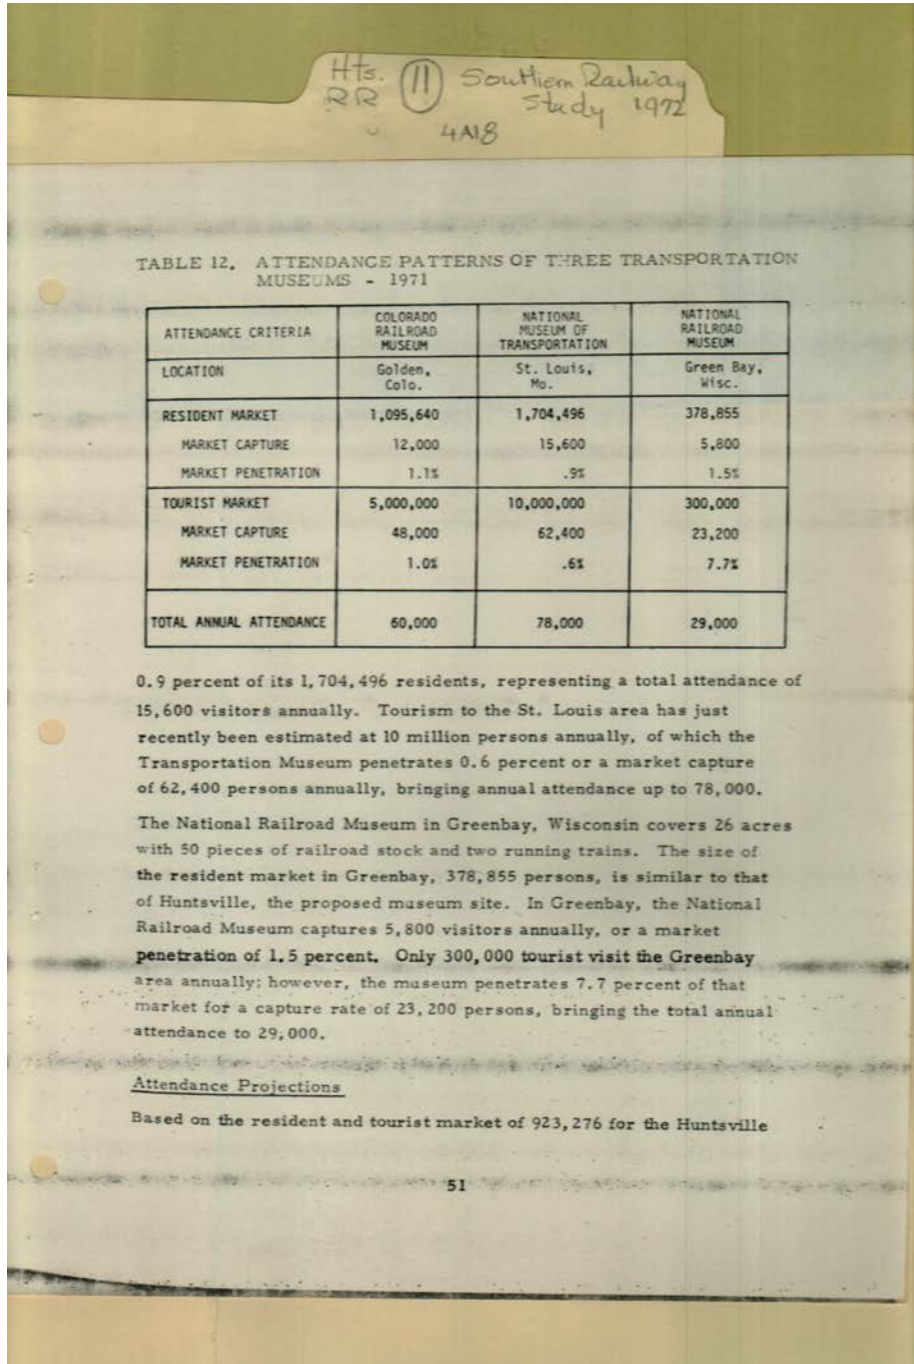 Hts. 11 Southern Railway
RR Study 1972
4A18
TABLE 12. ATTENDANCE PATTERNS OF THREE TRANSPORTATION
MUSEUMS - 1971
ATTENDANCE CRITERIA COLORADO RAILROAD MUSEUM NATIONAL MUSEUM OF TRANSPORTATION NATIONAL RAILROAD MUSEUM
LOCATION Golden, Colo. St. Louis, Mo. Green Bay, Wisc.
RESIDENT MARKET 1,095,640 1,704,496 378,855
MARKET CAPTURE 12,000 15,600 5,800
MARKET PENETRATION 1.1% .9% 1.5%
TOURIST MARKET 5,000,000 10,000,000 300,000
MARKET CAPTURE 48,000 62,400 23,200
MARKET PENETRATION 1.0% .6% 7.7%
TOTAL ANNUAL ATTENDANCE 60,000 78,000 29,000
0.9 percent of its 1,704,496 residents, representing a total attendance of
15,600 visitors annually. Tourism to the St. Louis area has just
recently been estimated at 10 million persons annually, of which the
Transportation Museum penetrates 0.6 percent or a market capture
of 62,400 persons annually, bringing annual attendance up to 78,000.
The National Railroad Museum in Greenbay, Wisconsin covers 26 acres
with 50 pieces of railroad stock and two running trains. The size of
the resident market in Greenbay, 378,855 persons, is similar to that
of Huntsville, the proposed museum site. In Greenbay, the National
Railroad Museum captures 5,800 visitors annually, or a market
penetration of 1.5 percent. Only 300,000 tourist visit the Greenbay
area annually; however, the museum penetrates 7.7 percent of that
market for a capture rate of 23,200 persons, bringing the total annual
attendance to 29,000.
Attendance Projections
Based on the resident and tourist market of 923,276 for the Huntsville
51